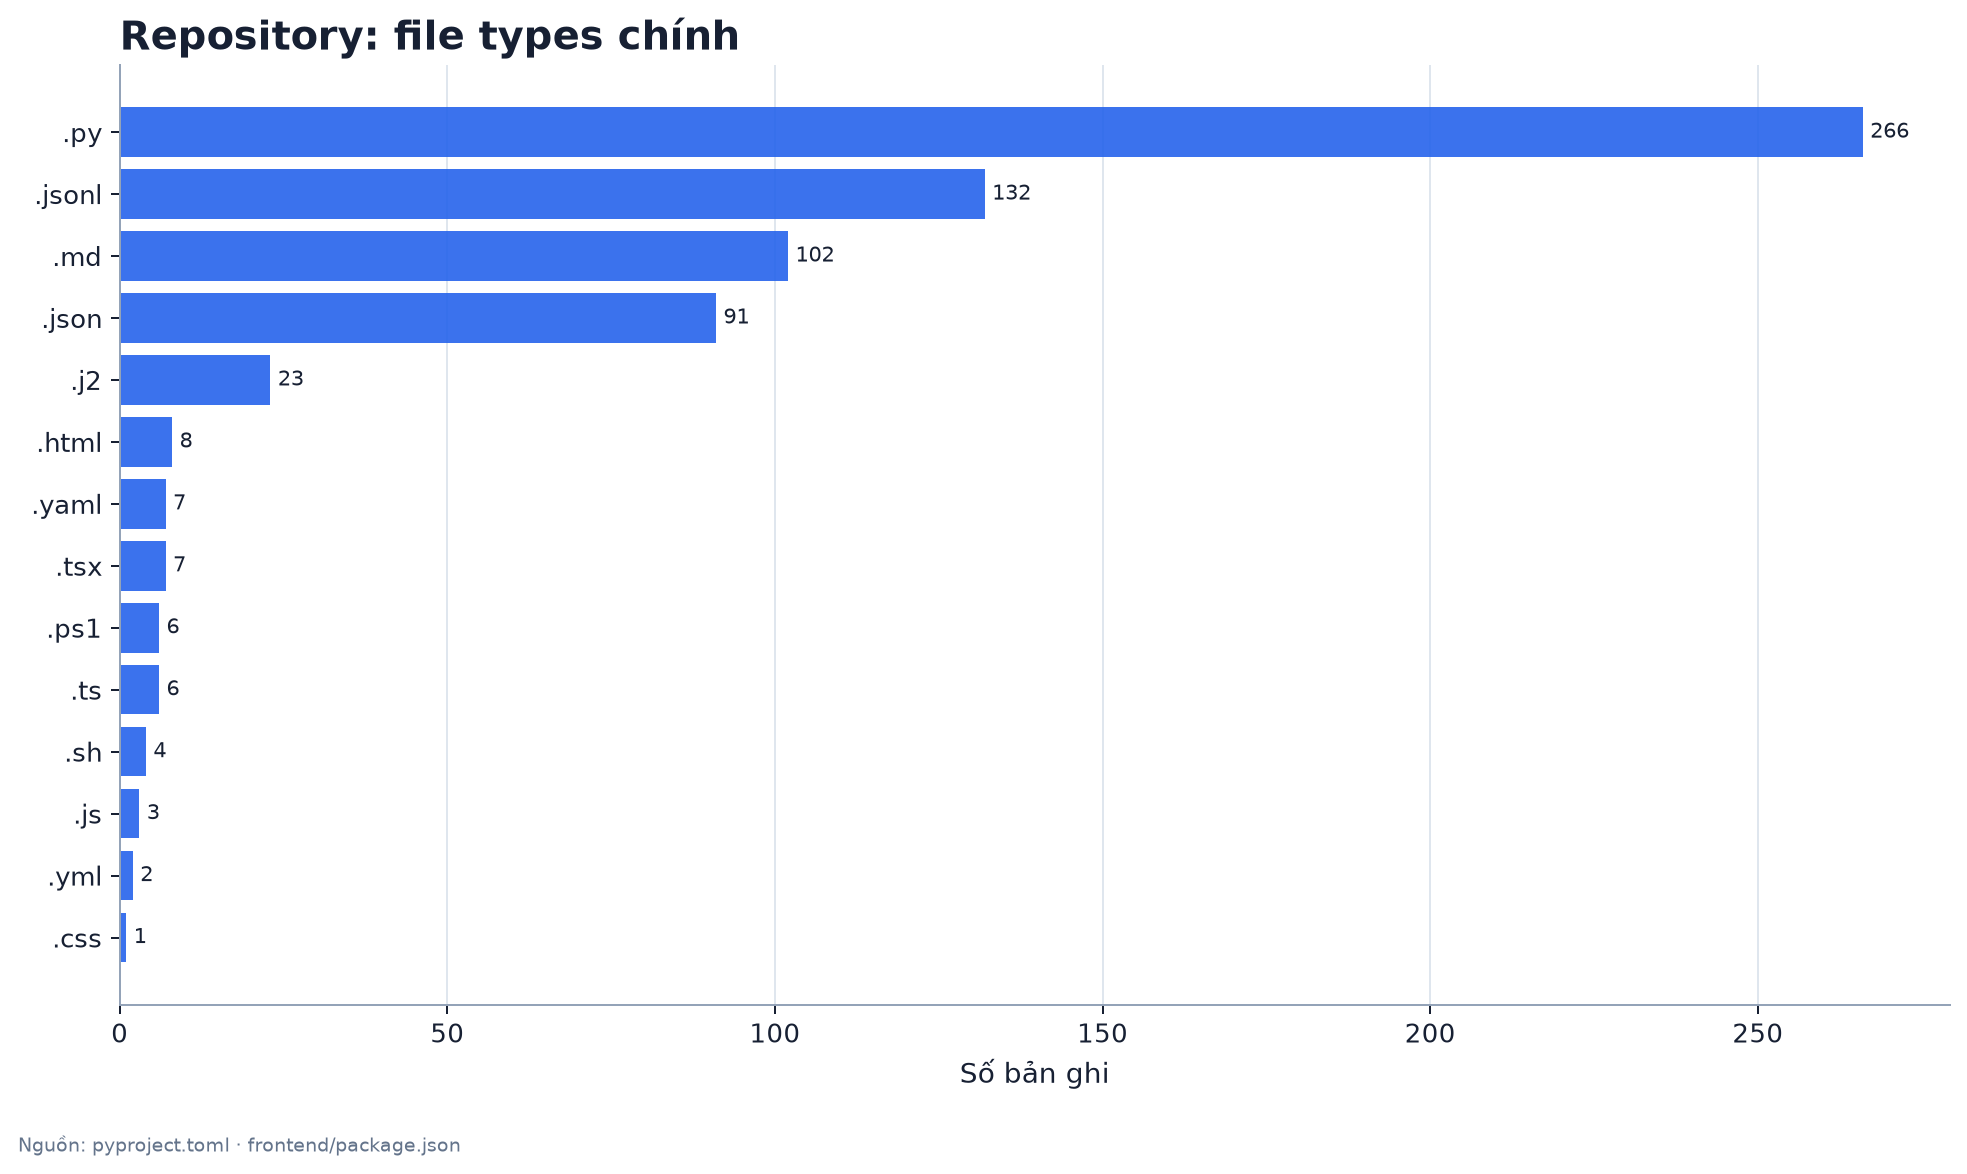 Repository: file types chính
.py 266
.jsonl 132
.md 102
.json 91
.j2 23
.html 8
.yaml 7
.tsx 7
.ps1 6
.ts 6
.sh 4
.js 3
.yml 2
.css 1
0 50 100 150 200 250
Số bản ghi
Nguồn: pyproject.toml · frontend/package.json